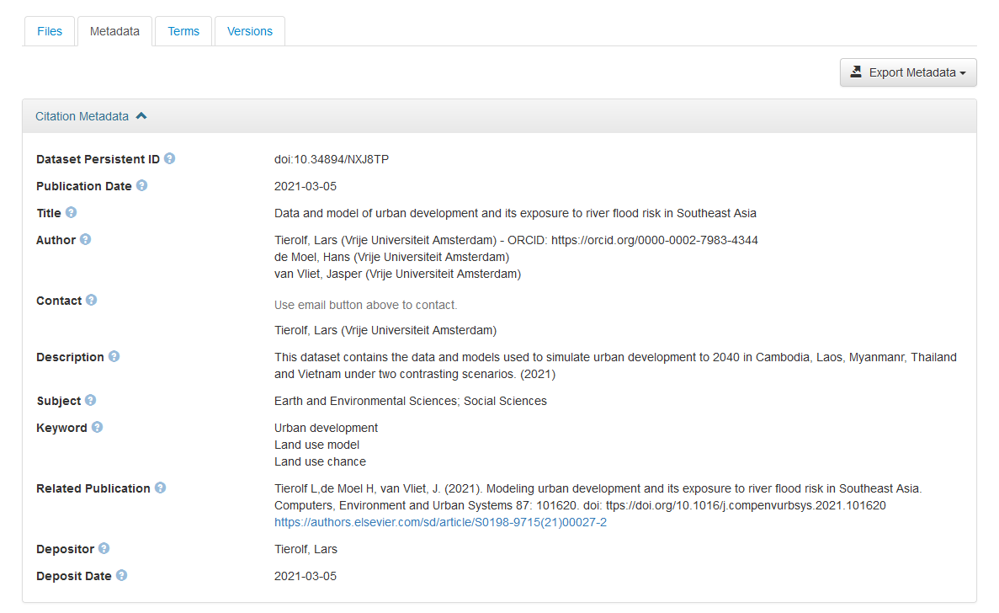 Files Metadata Terms Versions
Export Metadata
Citation Metadata
Dataset Persistent ID doi:10.34894/NXJ8TP
Publication Date 2021-03-05
Title Data and model of urban development and its exposure to river flood risk in Southeast Asia
Author Tierolf, Lars (Vrije Universiteit Amsterdam) - ORCID: https://orcid.org/0000-0002-7983-4344
de Moel, Hans (Vrije Universiteit Amsterdam)
van Vliet, Jasper (Vrije Universiteit Amsterdam)
Contact Use email button above to contact.
Tierolf, Lars (Vrije Universiteit Amsterdam)
Description This dataset contains the data and models used to simulate urban development to 2040 in Cambodia, Laos, Myanmanr, Thailand
and Vietnam under two contrasting scenarios. (2021)
Subject Earth and Environmental Sciences; Social Sciences
Keyword Urban development
Land use model
Land use chance
Related Publication Tierolf L,de Moel H, van Vliet, J. (2021). Modeling urban development and its exposure to river flood risk in Southeast Asia.
Computers, Environment and Urban Systems 87: 101620. doi: ttps://doi.org/10.1016/j.compenvurbsys.2021.101620
https://authors.elsevier.com/sd/article/S0198-9715(21)00027-2
Depositor Tierolf, Lars
Deposit Date 2021-03-05